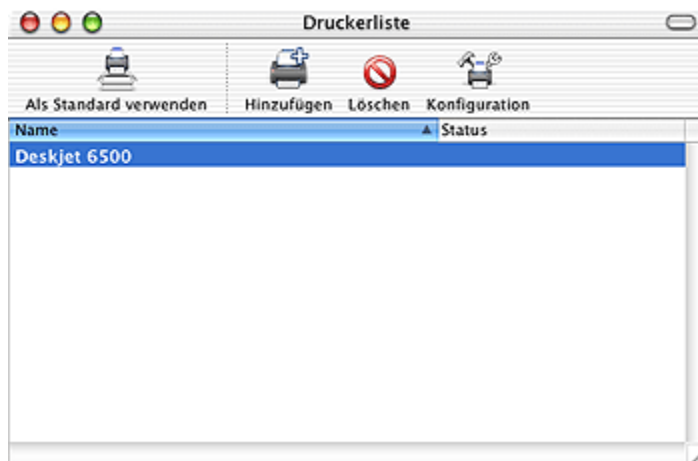 Druckerliste
Als Standard verwenden Hinzufügen Löschen Konfiguration
Name Status
Deskjet 6500